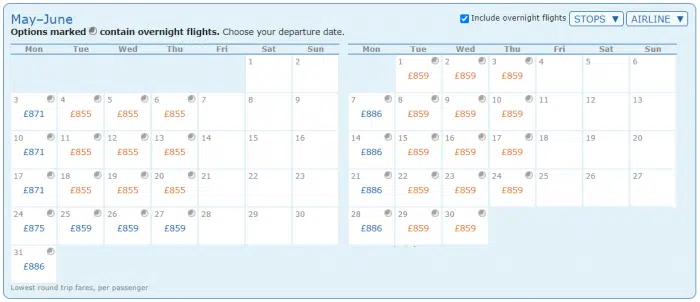 May–June
Include overnight flights STOPS ▼ AIRLINE ▼
Options marked contain overnight flights. Choose your departure date.
Mon Tue Wed Thu Fri Sat Sun
1 2
3 4 5 6 7 8 9
£871 £855 £855 £855
10 11 12 13 14 15 16
£871 £855 £855 £855
17 18 19 20 21 22 23
£871 £855 £855 £855
24 25 26 27 28 29 30
£875 £859 £859 £859
31
£886
Mon Tue Wed Thu Fri Sat Sun
1 2 3 4 5 6
£859 £859 £859
7 8 9 10 11 12 13
£886 £859 £859 £859
14 15 16 17 18 19 20
£886 £859 £859 £859
21 22 23 24 25 26 27
£886 £859 £859 £859
28 29 30
£886 £859 £859
Lowest round trip fares, per passenger